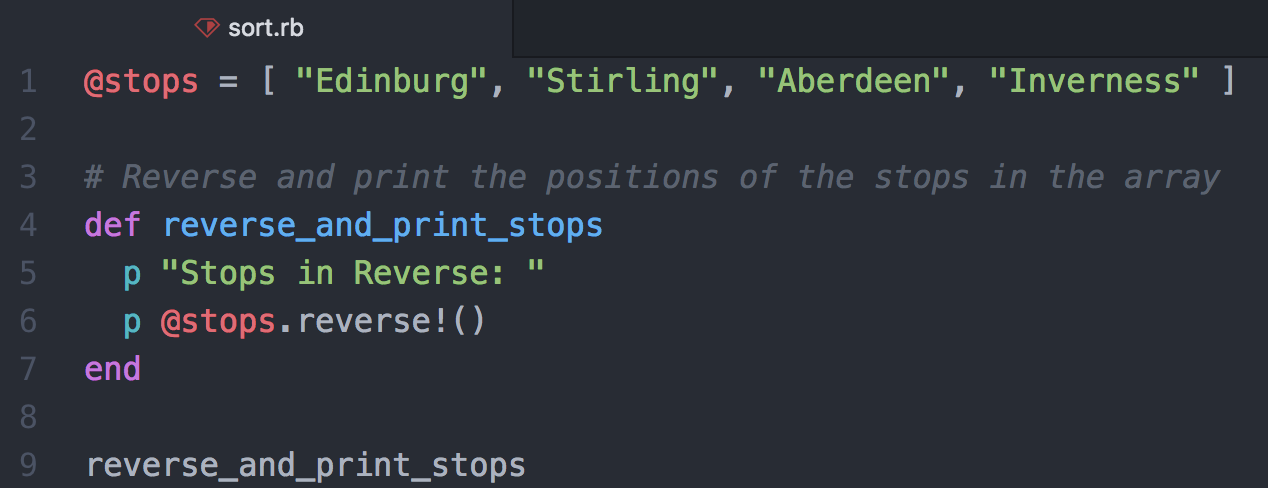 sort.rb
1 @stops = [ "Edinburg", "Stirling", "Aberdeen", "Inverness" ]
2
3 # Reverse and print the positions of the stops in the array
4 def reverse_and_print_stops
5   p "Stops in Reverse: "
6   p @stops.reverse!()
7 end
8
9 reverse_and_print_stops